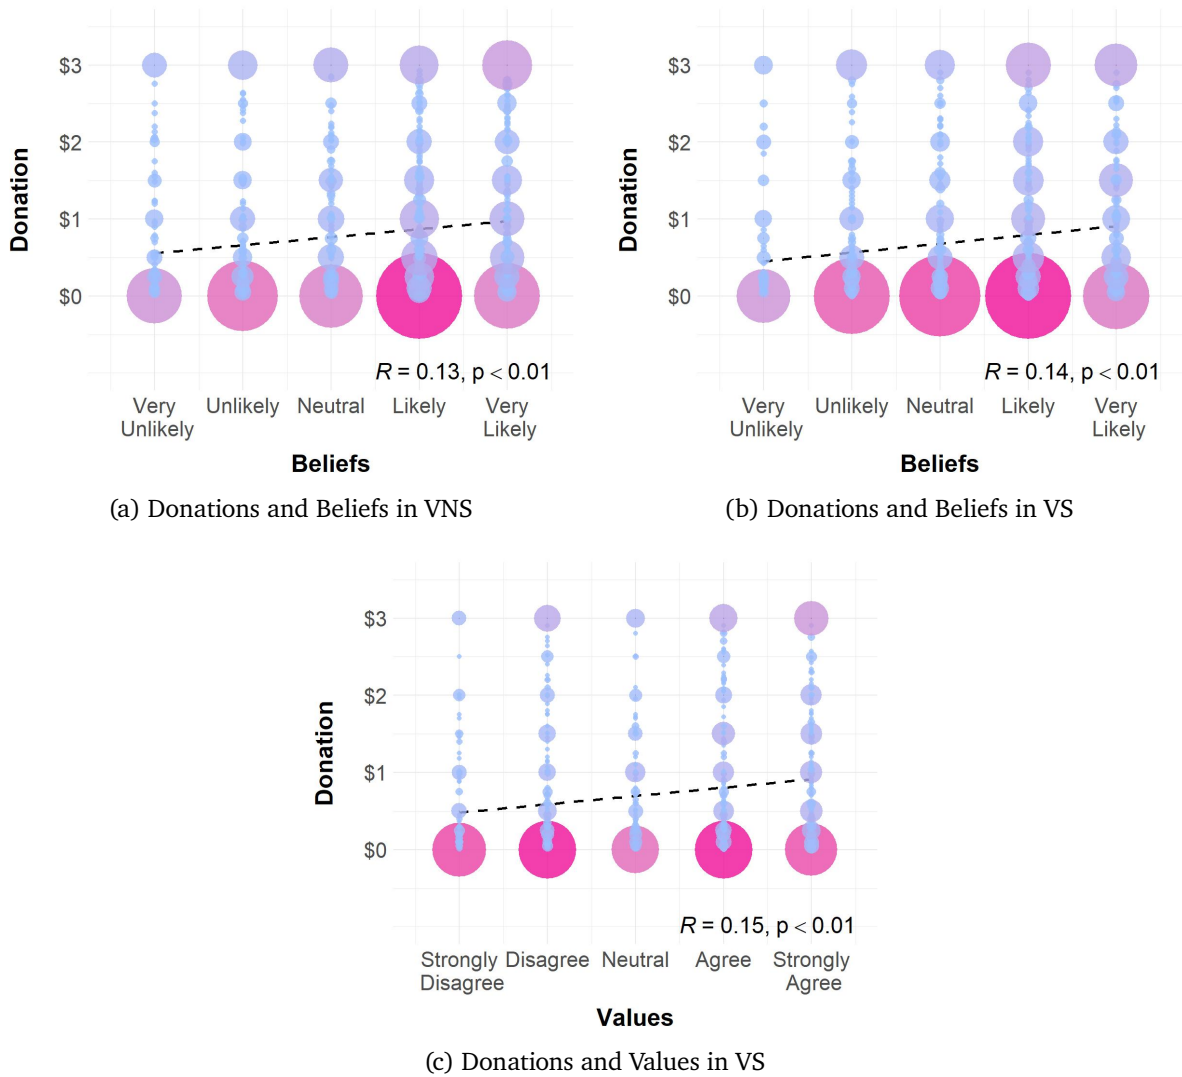 Donation
$3
$2
$1
$0
R = 0.13, p < 0.01
Very Unlikely
Unlikely
Neutral
Likely
Very Likely
Beliefs
(a) Donations and Beliefs in VNS
Donation
$3
$2
$1
$0
R = 0.14, p < 0.01
Very Unlikely
Unlikely
Neutral
Likely
Very Likely
Beliefs
(b) Donations and Beliefs in VS
Donation
$3
$2
$1
$0
R = 0.15, p < 0.01
Strongly Disagree
Disagree
Neutral
Agree
Strongly Agree
Values
(c) Donations and Values in VS